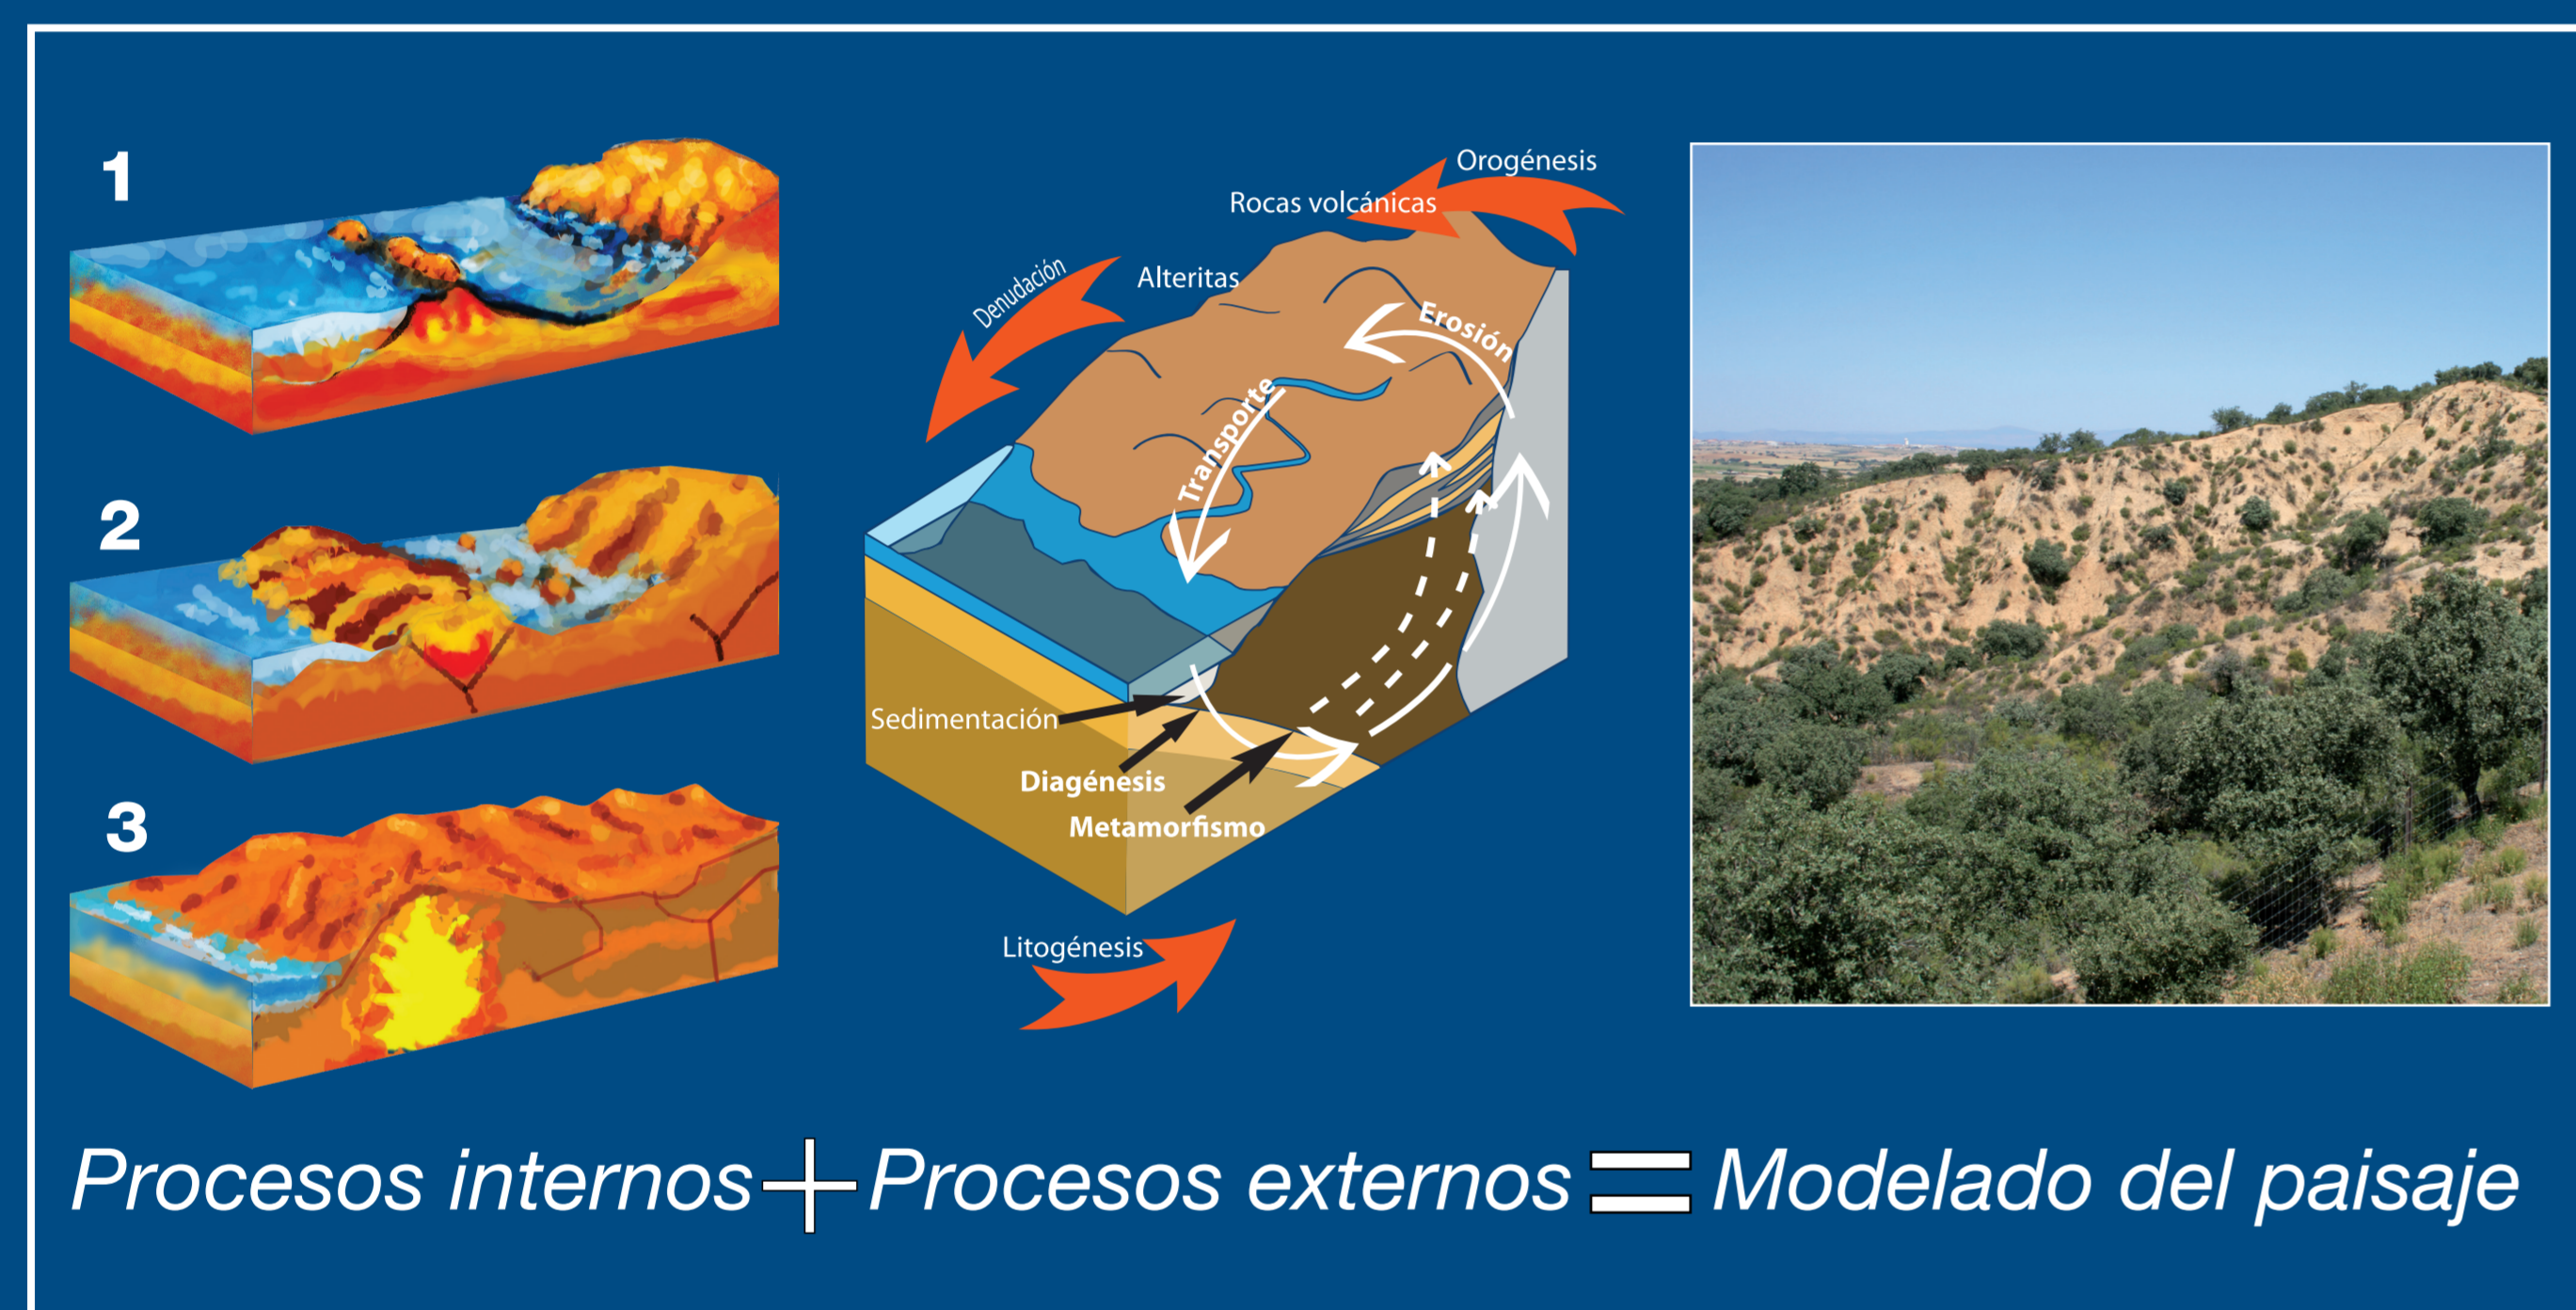 1
2
3
Orogénesis
Rocas volcánicas
Denudación
Alteritas
Erosión
Transporte
Sedimentación
Diagénesis
Metamorfismo
Litogénesis
Procesos internos + Procesos externos = Modelado del paisaje